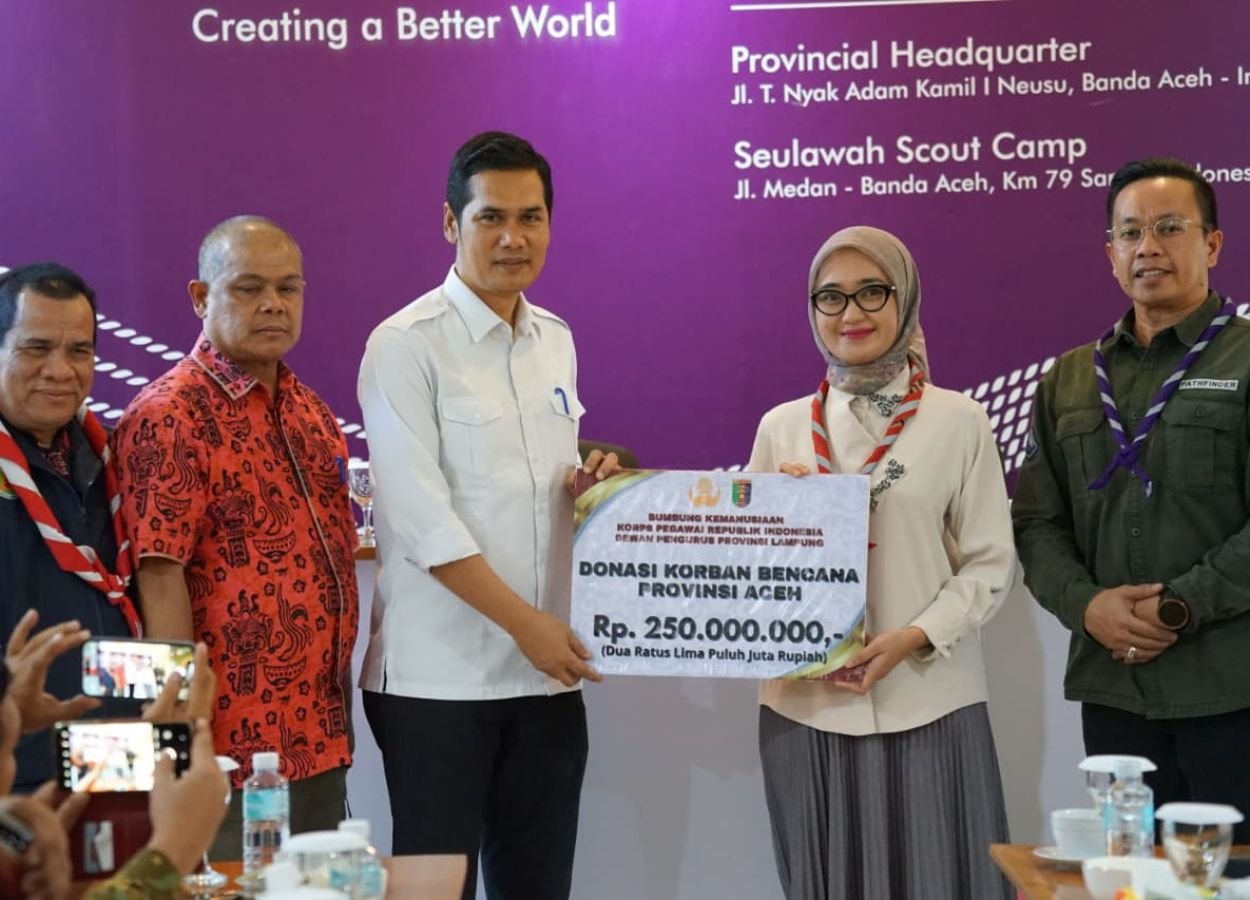 Creating a Better World
Provincial Headquarter
Jl. T. Nyak Adam Kamil I Neusu, Banda Aceh -
Seulawah Scout Camp
Jl. Medan - Banda Aceh, Km 79
PATHFINDER
BUMBUNG KEMANUSIAAN
KORPS PEGAWAI REPUBLIK INDONESIA
DEWAN PENGURUS PROVINSI LAMPUNG
DONASI KORBAN BENCANA
PROVINSI ACEH
Rp. 250.000.000,-
(Dua Ratus Lima Puluh Juta Rupiah)